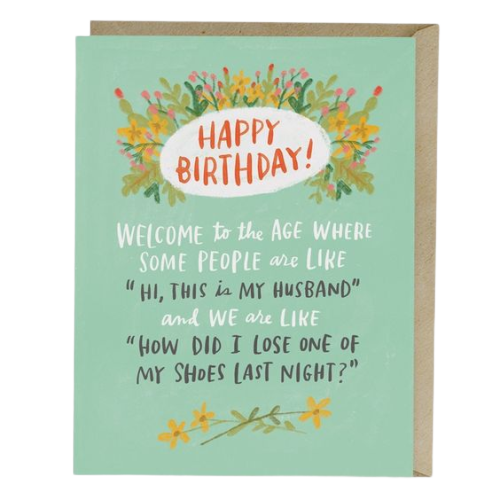 HAPPY
BIRTHDAY!
WELCOME to the AGE WHERE
SOME PEOPLE are LIKE
"HI, THIS is MY HUSBAND"
and WE are LIKE
"HOW DID I LOSE ONE OF
MY SHOES LAST NIGHT?"